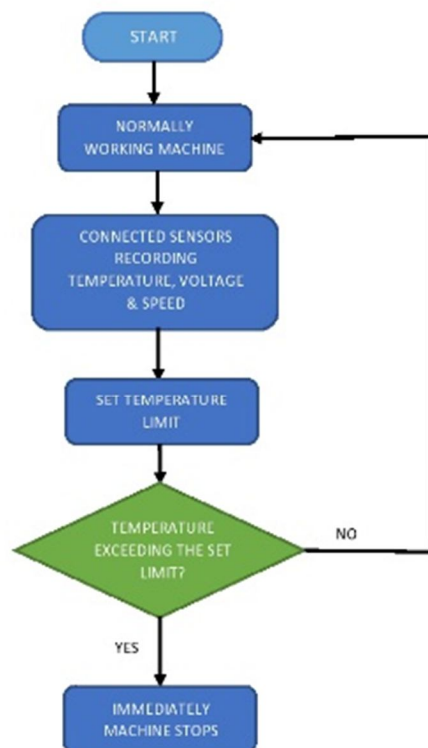 START
NORMALLY
WORKING MACHINE
CONNECTED SENSORS
RECORDING
TEMPERATURE, VOLTAGE
& SPEED
SET TEMPERATURE
LIMIT
TEMPERATURE
EXCEEDING THE SET
LIMIT?
NO
YES
IMMEDIATELY
MACHINE STOPS